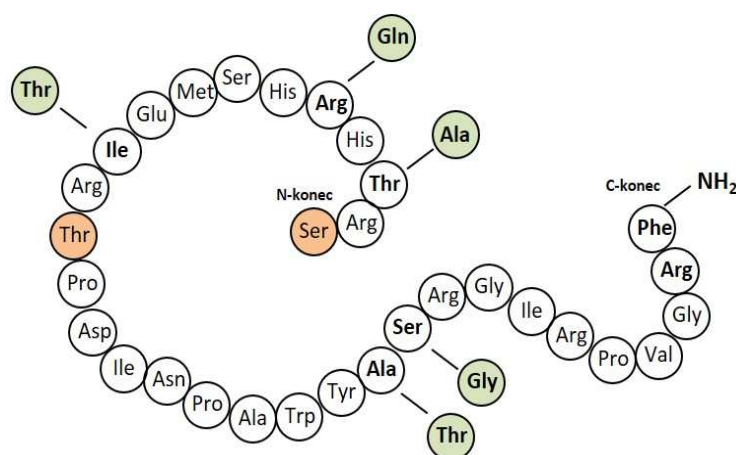 Gln
Thr
Ser
Met
His
Glu
Arg
Ile
His
Ala
Arg
Thr
N-konec
C-konec
NH2
Thr
Ser
Arg
Phe
Pro
Arg
Asp
Ser
Arg
Gly
Ile
Gly
Ile
Asn
Arg
Pro
Val
Pro
Ala
Trp
Tyr
Ala
Gly
Thr